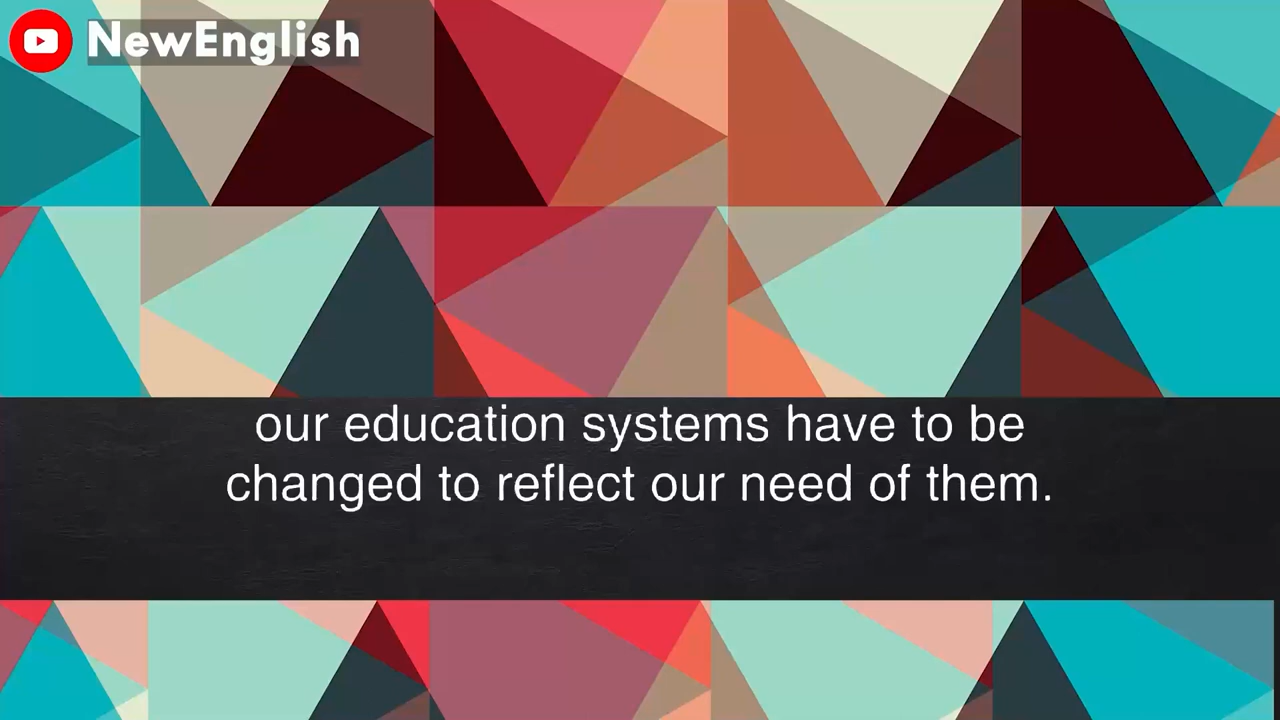 NewEnglish
our education systems have to be
changed to reflect our need of them.